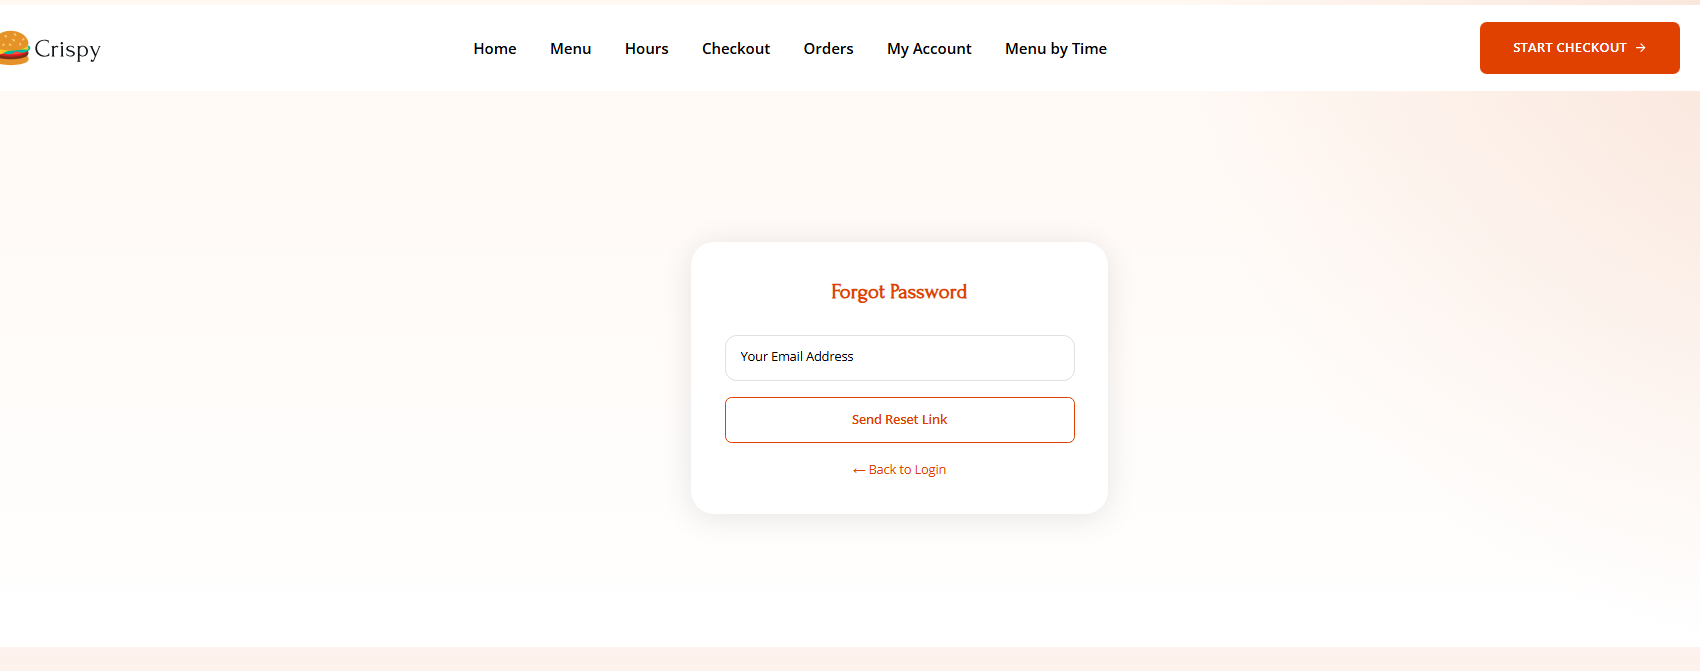 Crispy
Home Menu Hours Checkout Orders My Account Menu by Time
START CHECKOUT →
Forgot Password
Your Email Address
Send Reset Link
← Back to Login